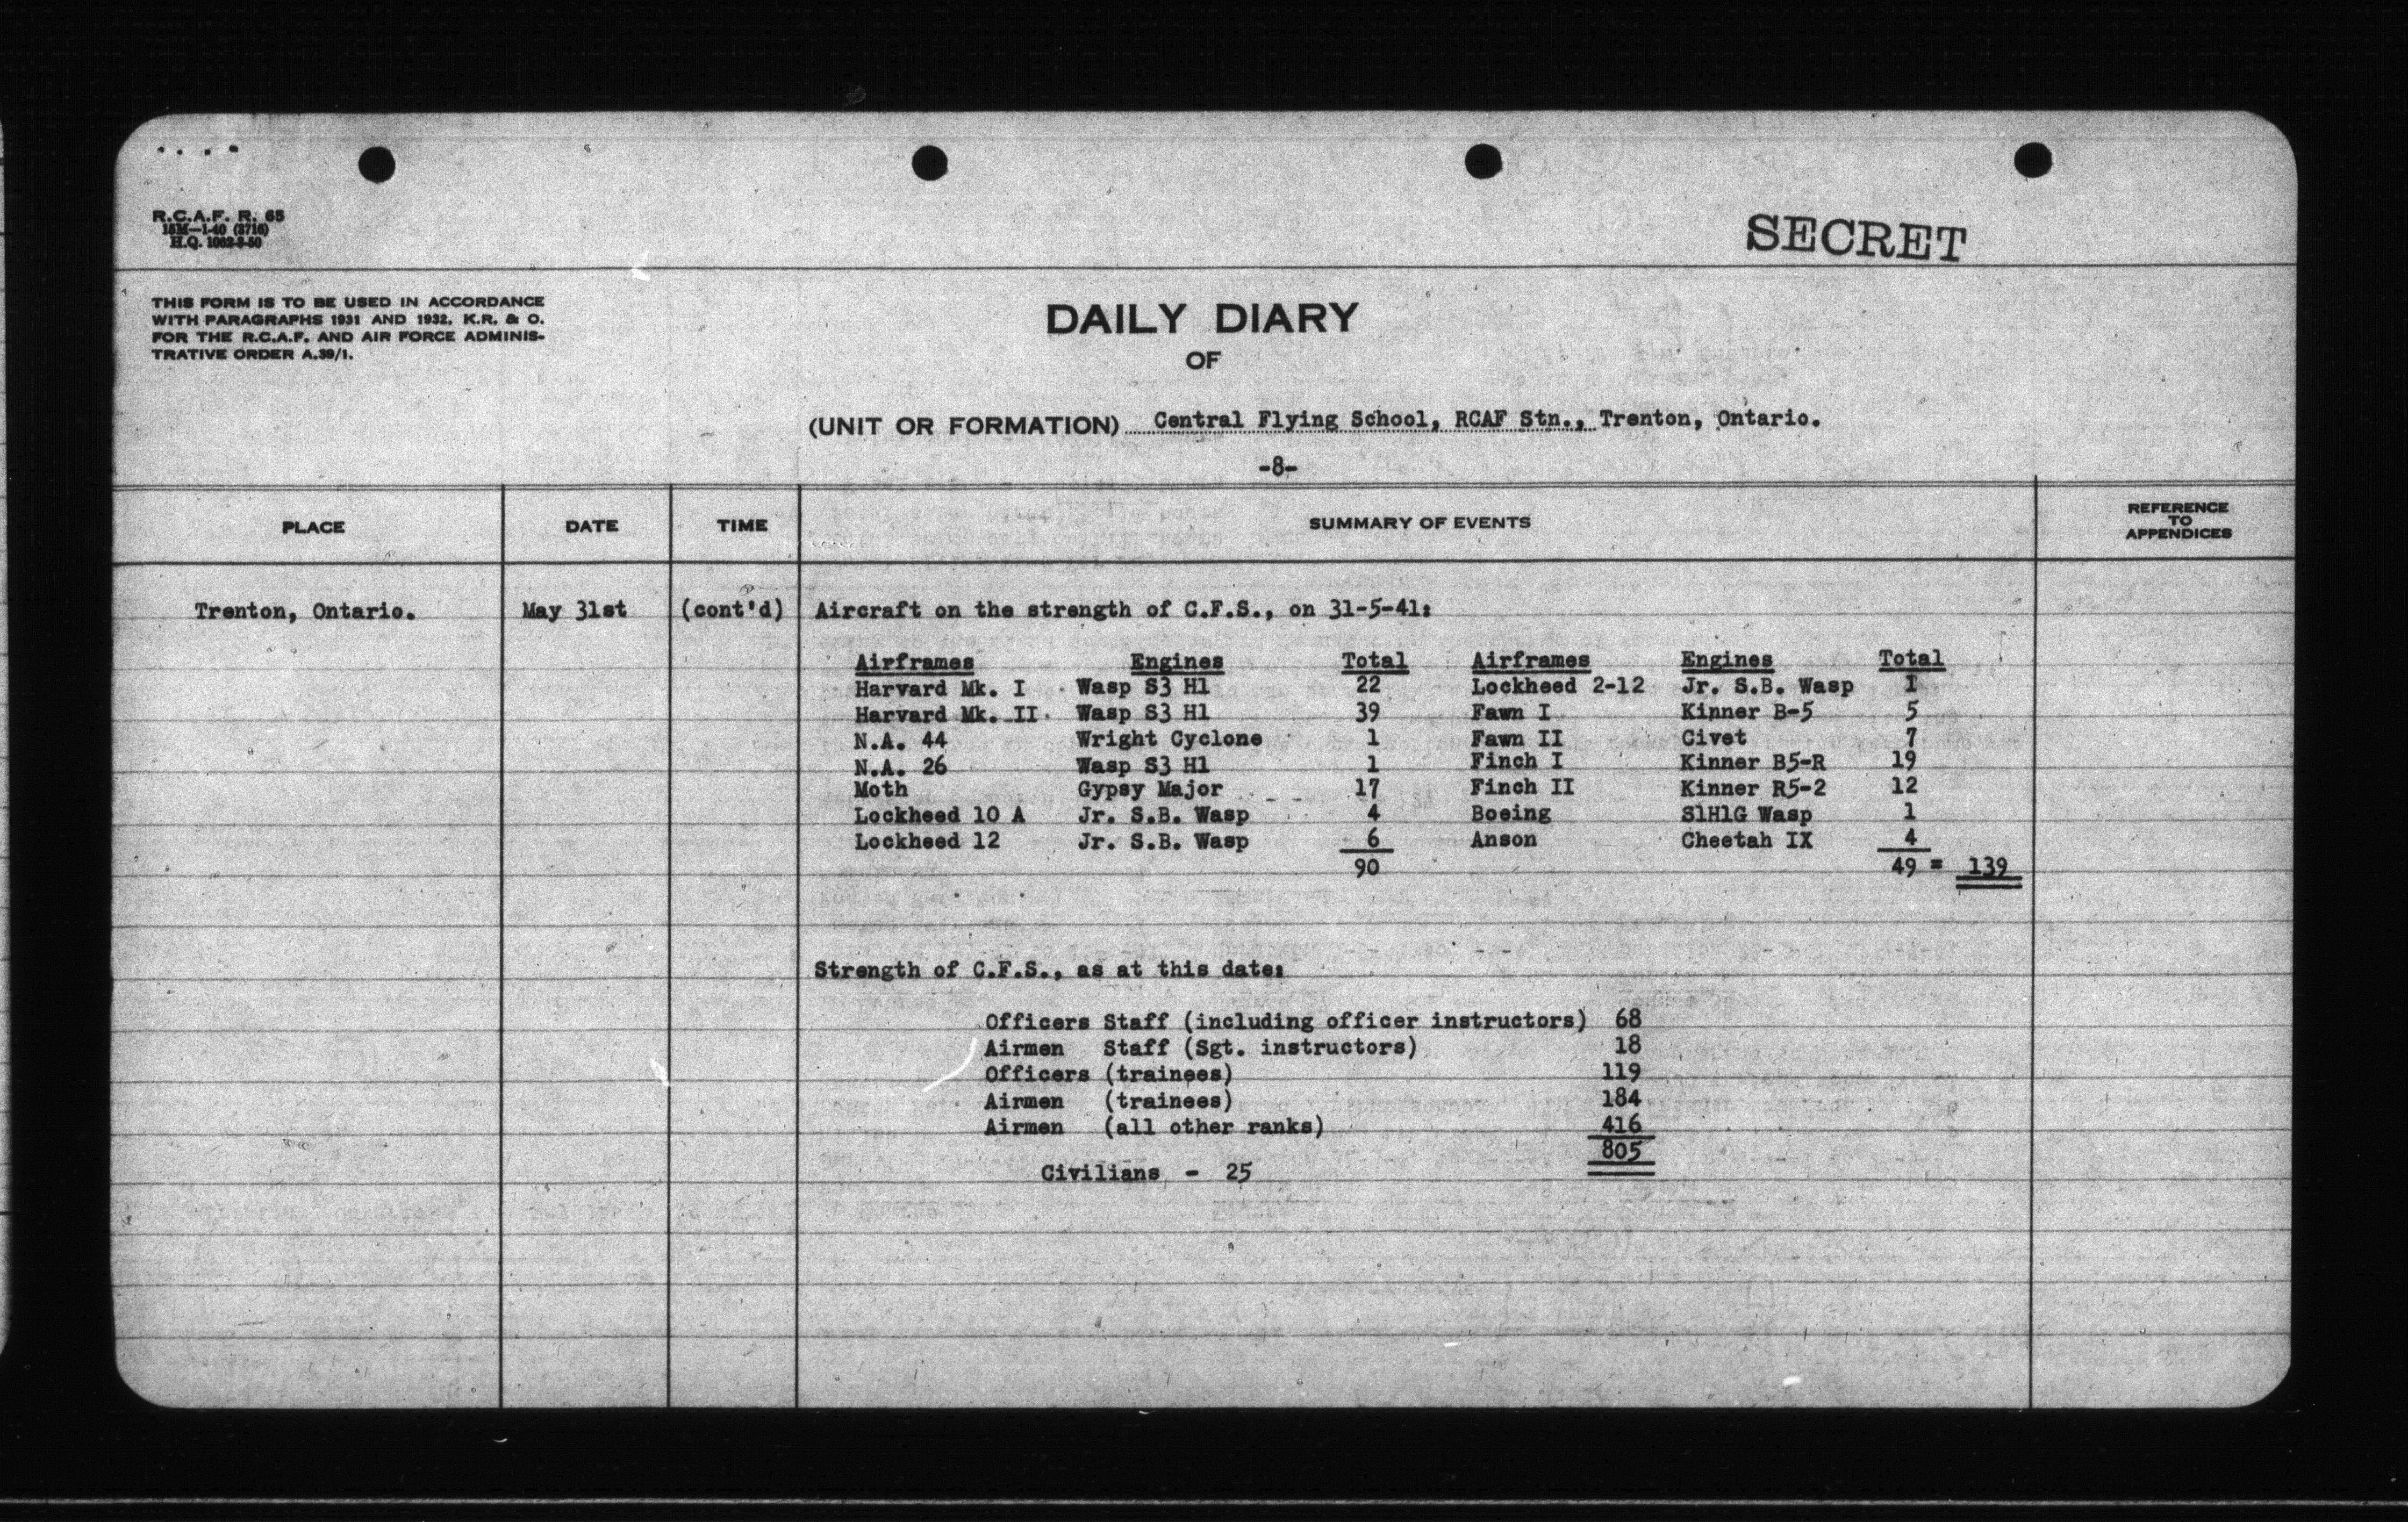 R.C.A.F. R. 65
15M—1-40 (3716)
H.Q. 1062-3-50
SECRET
THIS FORM IS TO BE USED IN ACCORDANCE
WITH PARAGRAPHS 1931 AND 1932, K.R. & O.
FOR THE R.C.A.F. AND AIR FORCE ADMINIS-
TRATIVE ORDER A.39/1.
DAILY DIARY
OF
(UNIT OR FORMATION) Central Flying School, RCAF Stn., Trenton, Ontario.
-8-
PLACE DATE TIME SUMMARY OF EVENTS REFERENCE TO APPENDICES
Trenton, Ontario. May 31st (cont'd) Aircraft on the strength of C.F.S., on 31-5-41:
Airframes Engines Total Airframes Engines Total
Harvard Mk. I Wasp S3 H1 22 Lockheed 2-12 Jr. S.B. Wasp 1
Harvard Mk. II Wasp S3 H1 39 Fawn I Kinner B-5 5
N.A. 44 Wright Cyclone 1 Fawn II Civet 7
N.A. 26 Wasp S3 H1 1 Finch I Kinner B5-R 19
Moth Gypsy Major 17 Finch II Kinner R5-2 12
Lockheed 10 A Jr. S.B. Wasp 4 Boeing S1H1G Wasp 1
Lockheed 12 Jr. S.B. Wasp 6 Anson Cheetah IX 4
90 49 = 139
Strength of C.F.S., as at this date:
Officers Staff (including officer instructors) 68
Airmen Staff (Sgt. instructors) 18
Officers (trainees) 119
Airmen (trainees) 184
Airmen (all other ranks) 416
805
Civilians - 25